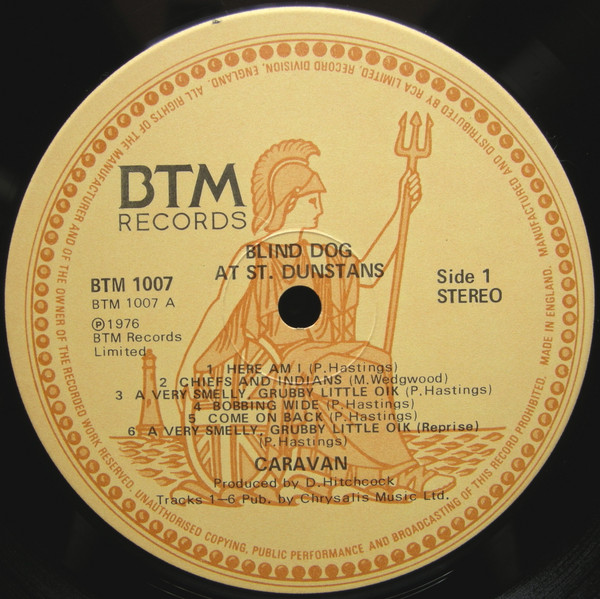 MANUFACTURED AND DISTRIBUTED BY RCA LIMITED, RECORD DIVISION, ENGLAND. ALL RIGHTS OF THE MANUFACTURER AND OF THE OWNER OF THE RECORDED WORK RESERVED. UNAUTHORISED COPYING, PUBLIC PERFORMANCE AND BROADCASTING OF THIS RECORD PROHIBITED. MADE IN ENGLAND.
BTM
RECORDS
BLIND DOG
AT ST. DUNSTANS
BTM 1007
BTM 1007 A
Ⓟ1976
BTM Records
Limited
Side 1
STEREO
1 HERE AM I (P.Hastings)
2 CHIEFS AND INDIANS (M.Wedgwood)
3 A VERY SMELLY, GRUBBY LITTLE OIK (P.Hastings)
BOBBING WIDE (P.Hastings)
5 COME ON BACK (P.Hastings)
6 A VERY SMELLY, GRUBBY LITTLE OIK (Reprise)
(P.Hastings)
CARAVAN
Produced by D.Hitchcock
Tracks 1–6 Pub. by Chrysalis Music Ltd.